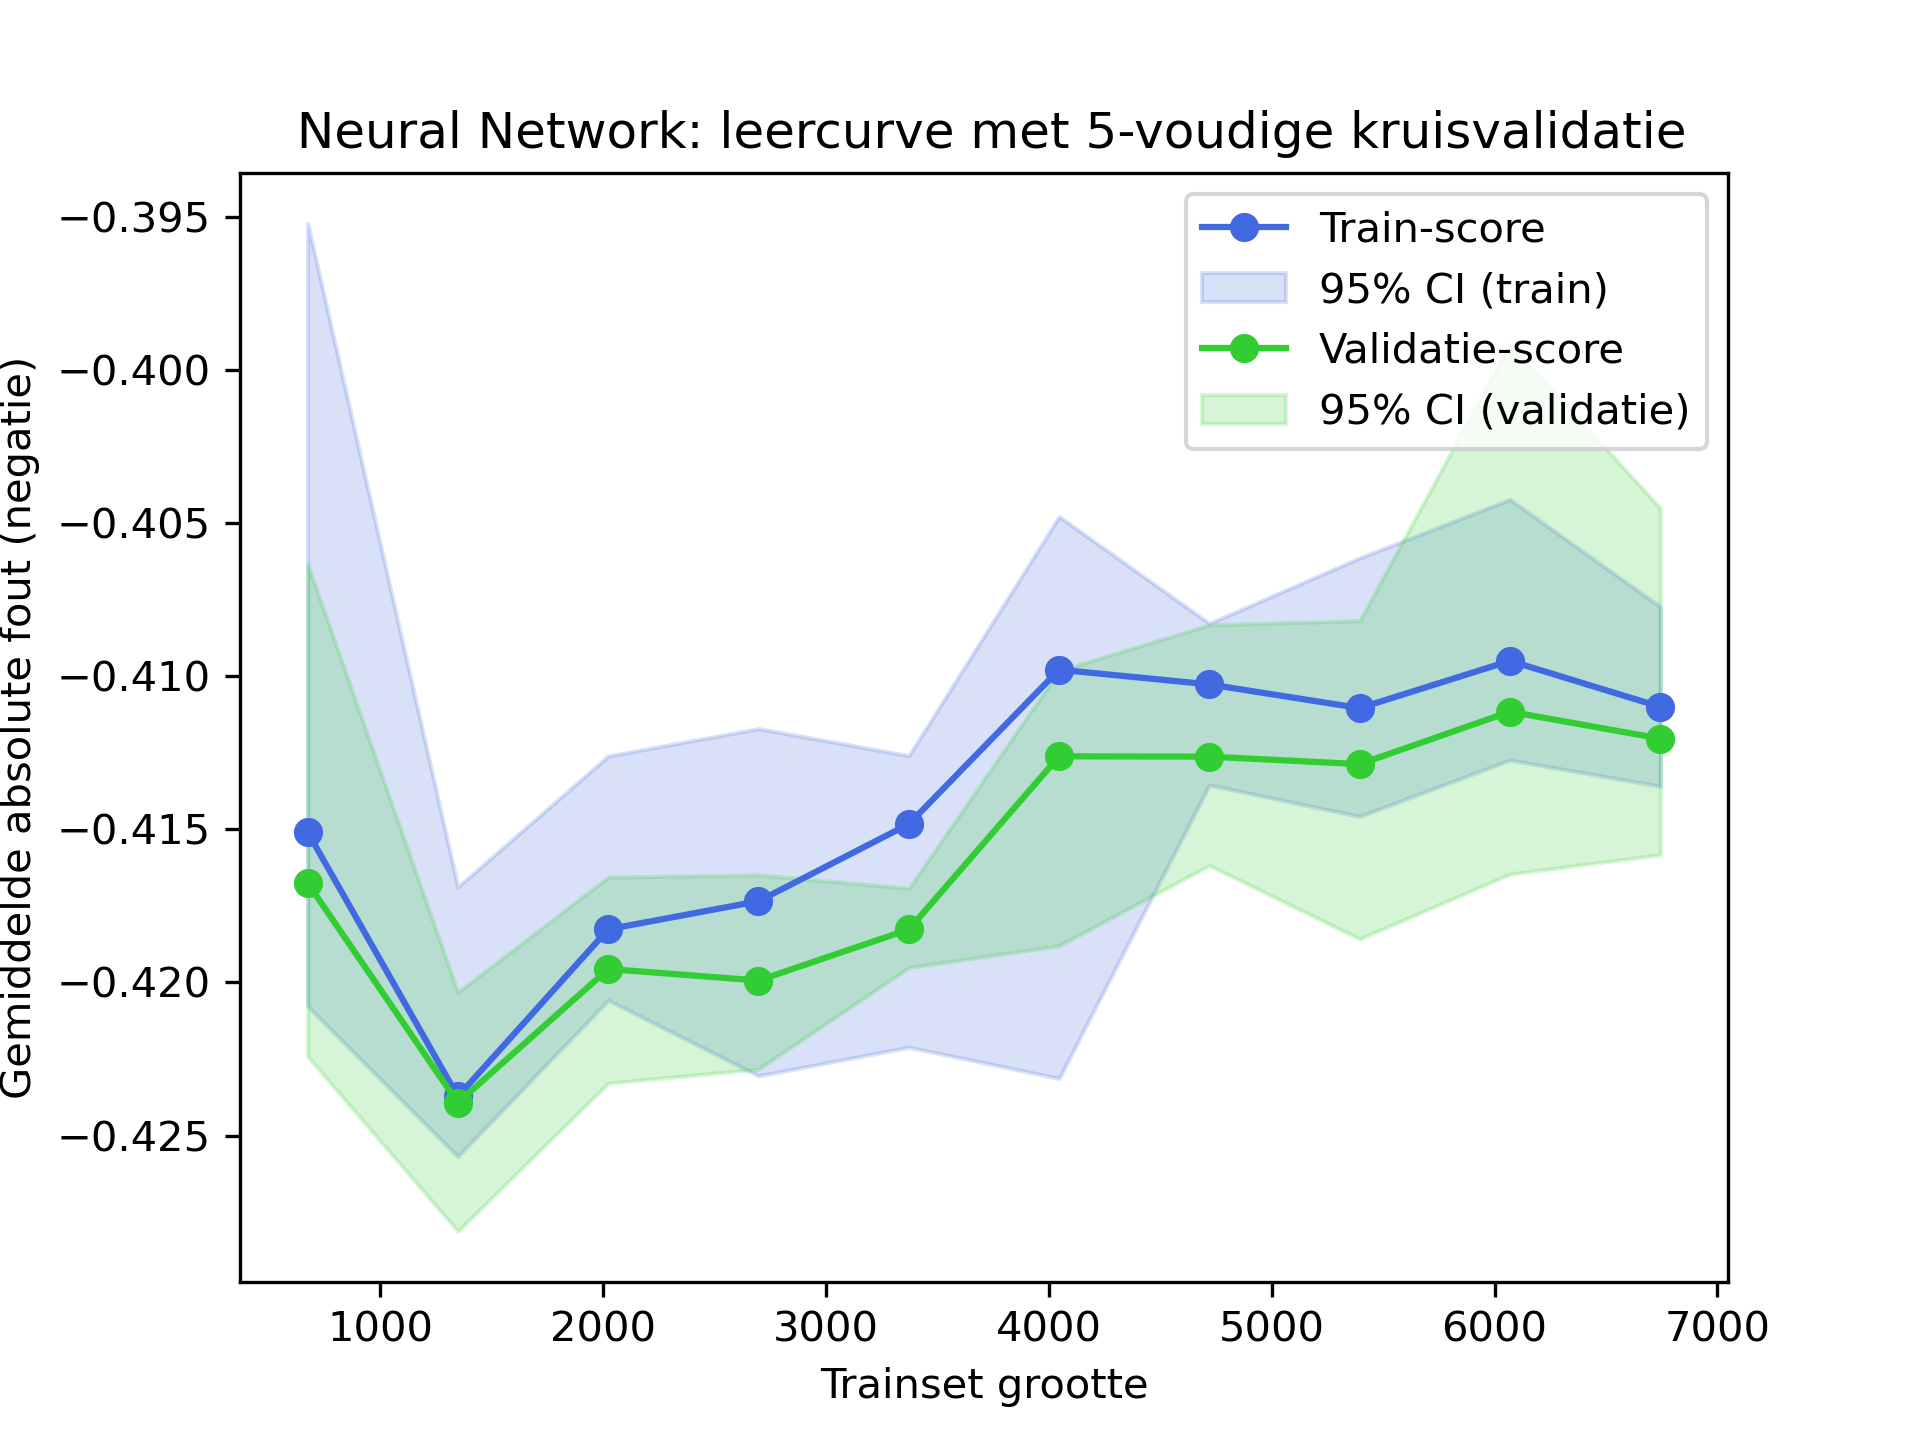 Neural Network: leercurve met 5-voudige kruisvalidatie
Train-score
95% CI (train)
Validatie-score
95% CI (validatie)
Gemiddelde absolute fout (negatie)
−0.395
−0.400
−0.405
−0.410
−0.415
−0.420
−0.425
1000 2000 3000 4000 5000 6000 7000
Trainset grootte